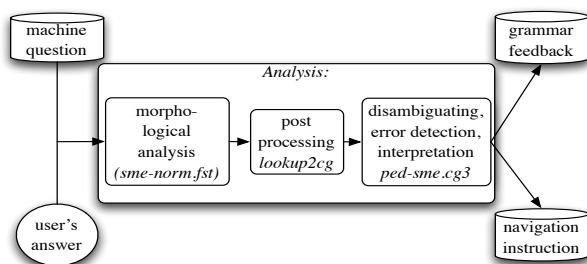 machine
question
grammar
feedback
Analysis:
morpho-
logical
analysis
(sme-norm.fst)
post
processing
lookup2cg
disambiguating,
error detection,
interpretation
ped-sme.cg3
user's
answer
navigation
instruction